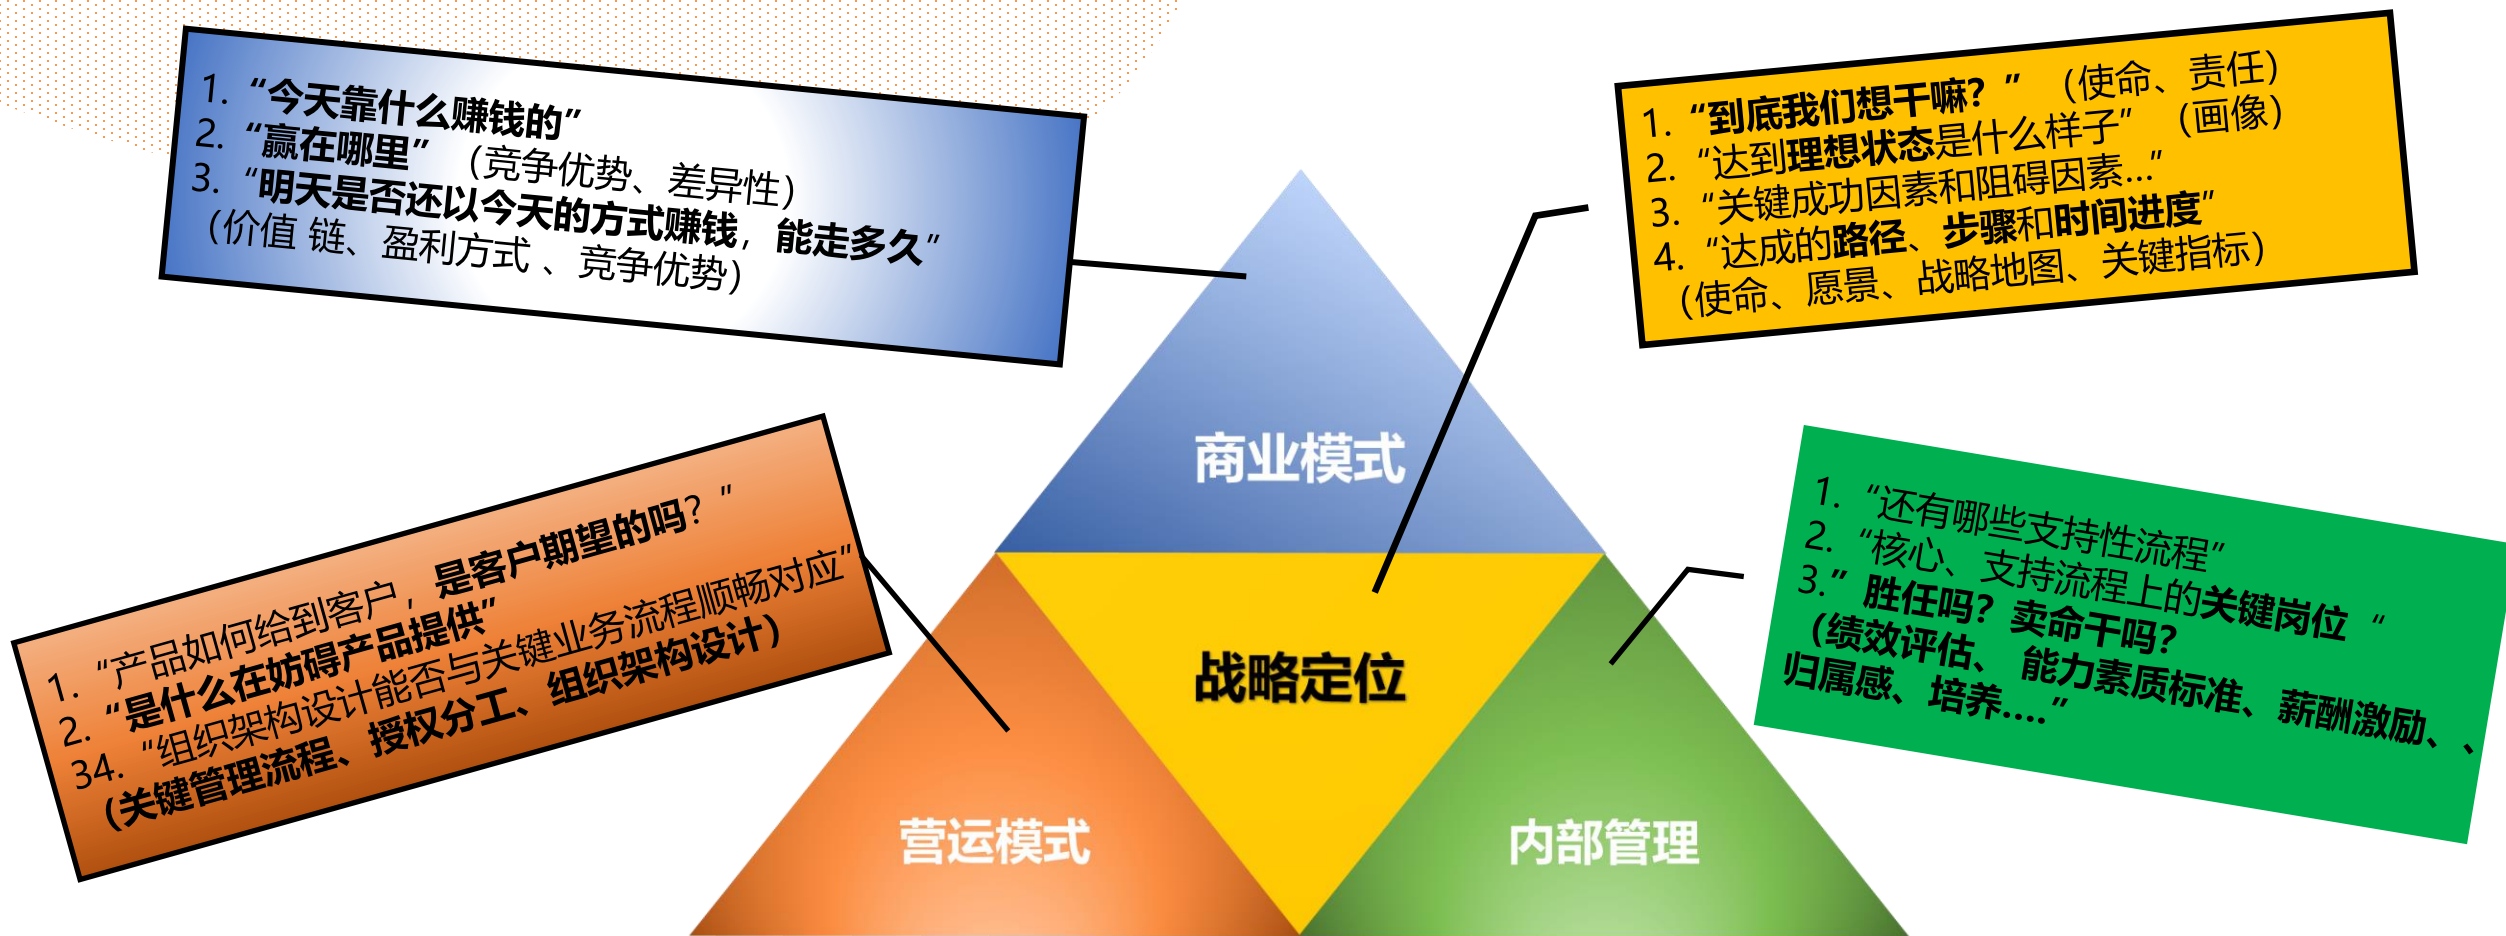 1. “今天靠什么赚钱的”
2. “赢在哪里” （竞争优势、差异性）
3. “明天是否还以今天的方式赚钱，能走多久”
（价值 链、盈利方式 、竞争优势）
1. “到底我们想干嘛？” （使命、责任）
2. “达到理想状态是什么样子” （画像）
3. “关键成功因素和阻碍因素…”
4. “达成的路径、步骤和时间进度”
（使命、愿景、战略地图、关键指标）
商业模式
1. “产品如何给到客户，是客户期望的吗？”
2. “是什么在妨碍产品提供”
34. “组织架构设计能否与关键业务流程顺畅对应”
（关键管理流程、授权分工、组织架构设计）
1. “还有哪些支持性流程”
2. “核心、支持流程上的关键岗位 “
3. ” 胜任吗？卖命干吗？
（绩效评估、能力素质标准、薪酬激励、、
归属感、培养….”
战略定位
营运模式
内部管理